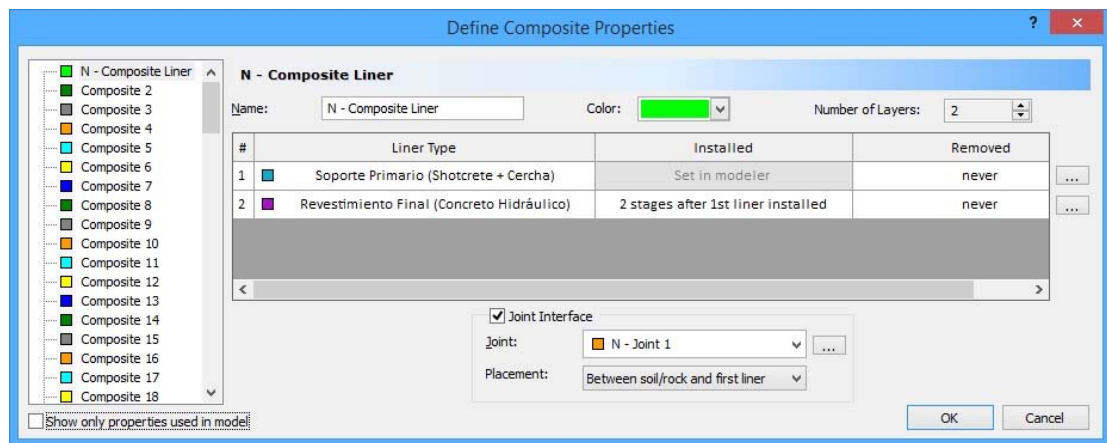 Define Composite Properties
?
×
N - Composite Liner
Composite 2
Composite 3
Composite 4
Composite 5
Composite 6
Composite 7
Composite 8
Composite 9
Composite 10
Composite 11
Composite 12
Composite 13
Composite 14
Composite 15
Composite 16
Composite 17
Composite 18
Show only properties used in model
N - Composite Liner
Name: N - Composite Liner Color: Number of Layers: 2
# Liner Type Installed Removed
1 Soporte Primario (Shotcrete + Cercha) Set in modeler never ...
2 Revestimiento Final (Concreto Hidráulico) 2 stages after 1st liner installed never ...
Joint Interface
Joint: N - Joint 1 ...
Placement: Between soil/rock and first liner
OK Cancel